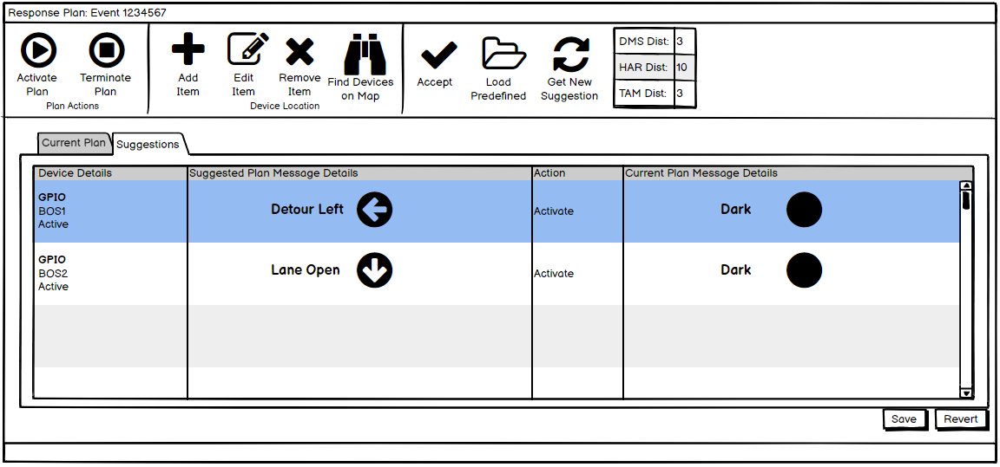 Response Plan: Event 1234567
Activate Plan
Terminate Plan
Plan Actions
Add Item
Edit Item
Remove Item
Find Devices on Map
Device Location
Accept
Load Predefined
Get New Suggestion
DMS Dist: 3
HAR Dist: 10
TAM Dist: 3
Current Plan
Suggestions
Device Details
Suggested Plan Message Details
Action
Current Plan Message Details
GPIO
BOS1
Active
Detour Left
Activate
Dark
GPIO
BOS2
Active
Lane Open
Activate
Dark
Save
Revert